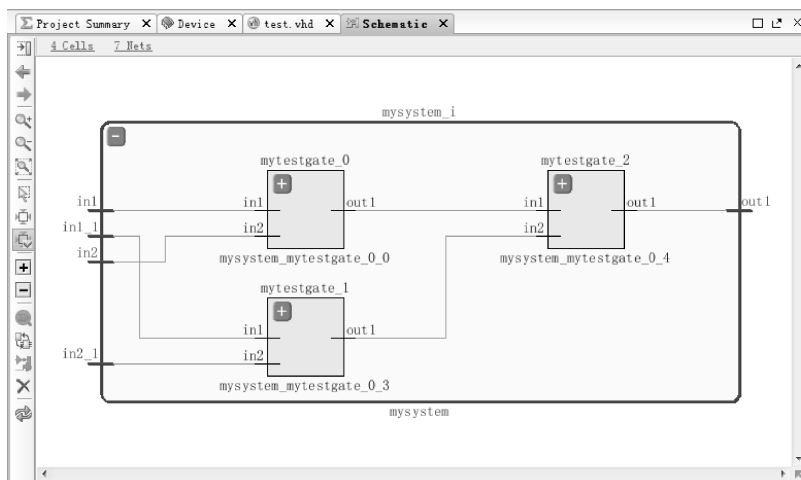 Project Summary
Device
test.vhd
Schematic
4 Cells
7 Nets
mysystem_i
mytestgate_0
mytestgate_2
in1
in1
out1
in1
out1
out1
in1_1
in2
in2
in2
mysystem_mytestgate_0_0
mysystem_mytestgate_0_4
mytestgate_1
in1
out1
in2_1
in2
mysystem_mytestgate_0_3
mysystem